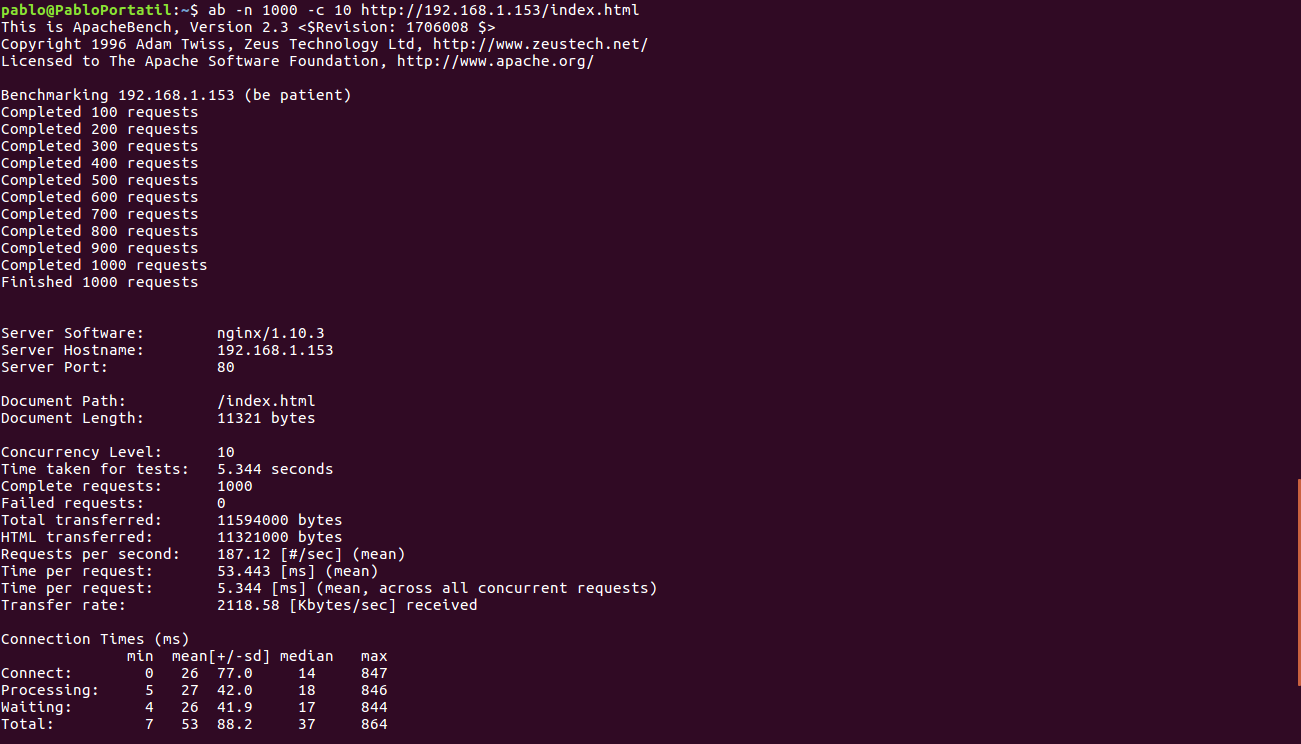 pablo@PabloPortatil:~$ ab -n 1000 -c 10 http://192.168.1.153/index.html
This is ApacheBench, Version 2.3 <$Revision: 1706008 $>
Copyright 1996 Adam Twiss, Zeus Technology Ltd, http://www.zeustech.net/
Licensed to The Apache Software Foundation, http://www.apache.org/

Benchmarking 192.168.1.153 (be patient)
Completed 100 requests
Completed 200 requests
Completed 300 requests
Completed 400 requests
Completed 500 requests
Completed 600 requests
Completed 700 requests
Completed 800 requests
Completed 900 requests
Completed 1000 requests
Finished 1000 requests


Server Software:        nginx/1.10.3
Server Hostname:        192.168.1.153
Server Port:            80

Document Path:          /index.html
Document Length:        11321 bytes

Concurrency Level:      10
Time taken for tests:   5.344 seconds
Complete requests:      1000
Failed requests:        0
Total transferred:      11594000 bytes
HTML transferred:       11321000 bytes
Requests per second:    187.12 [#/sec] (mean)
Time per request:       53.443 [ms] (mean)
Time per request:       5.344 [ms] (mean, across all concurrent requests)
Transfer rate:          2118.58 [Kbytes/sec] received

Connection Times (ms)
              min  mean[+/-sd] median   max
Connect:        0   26  77.0     14     847
Processing:     5   27  42.0     18     846
Waiting:        4   26  41.9     17     844
Total:          7   53  88.2     37     864